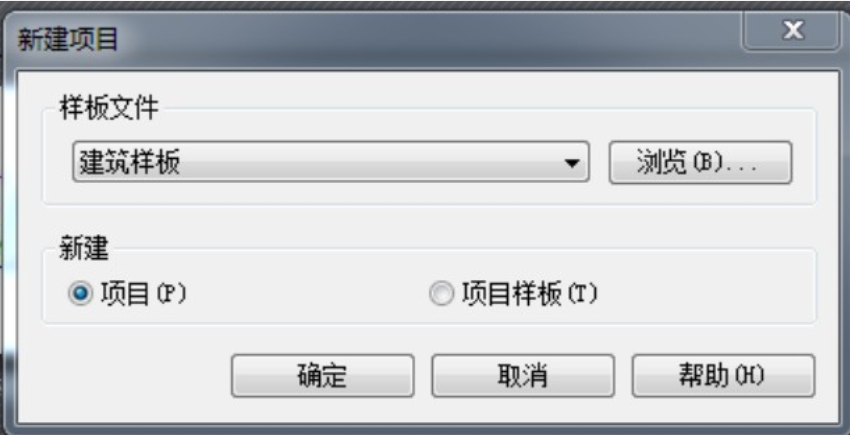 新建项目
样板文件
建筑样板
浏览(B)...
新建
项目(P)
项目样板(T)
确定
取消
帮助(H)